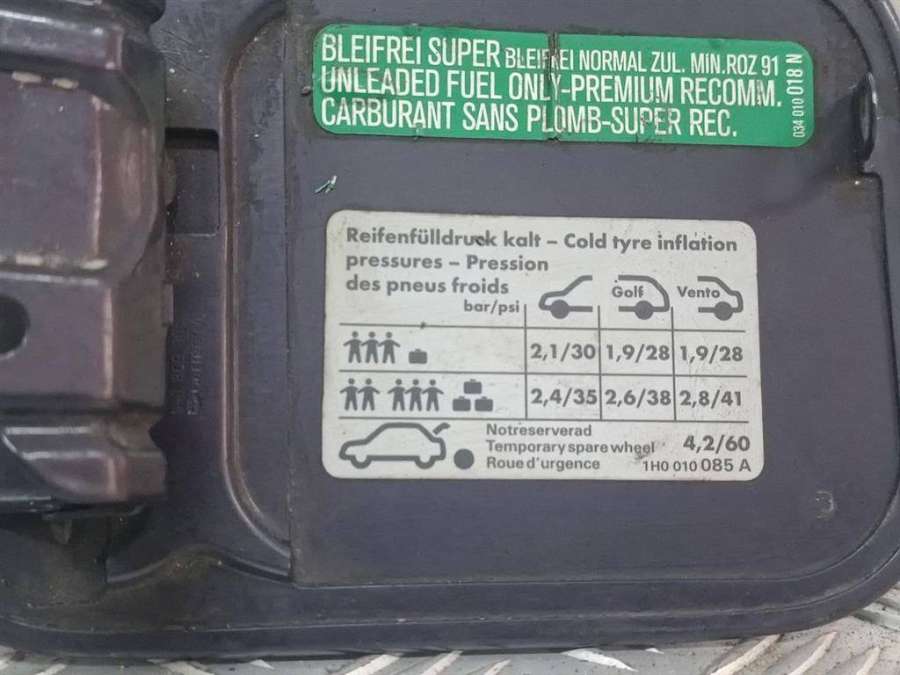 BLEIFREI SUPER BLEIFREI NORMAL ZUL. MIN.ROZ 91
UNLEADED FUEL ONLY-PREMIUM RECOMM.
CARBURANT SANS PLOMB-SUPER REC.
034 010 018 N
Reifenfülldruck kalt – Cold tyre inflation
pressures – Pression
des pneus froids
bar/psi
Golf
Vento
2,1/30 1,9/28 1,9/28
2,4/35 2,6/38 2,8/41
Notreserverad
Temporary spare wheel 4,2/60
Roue d'urgence
1H0 010 085 A